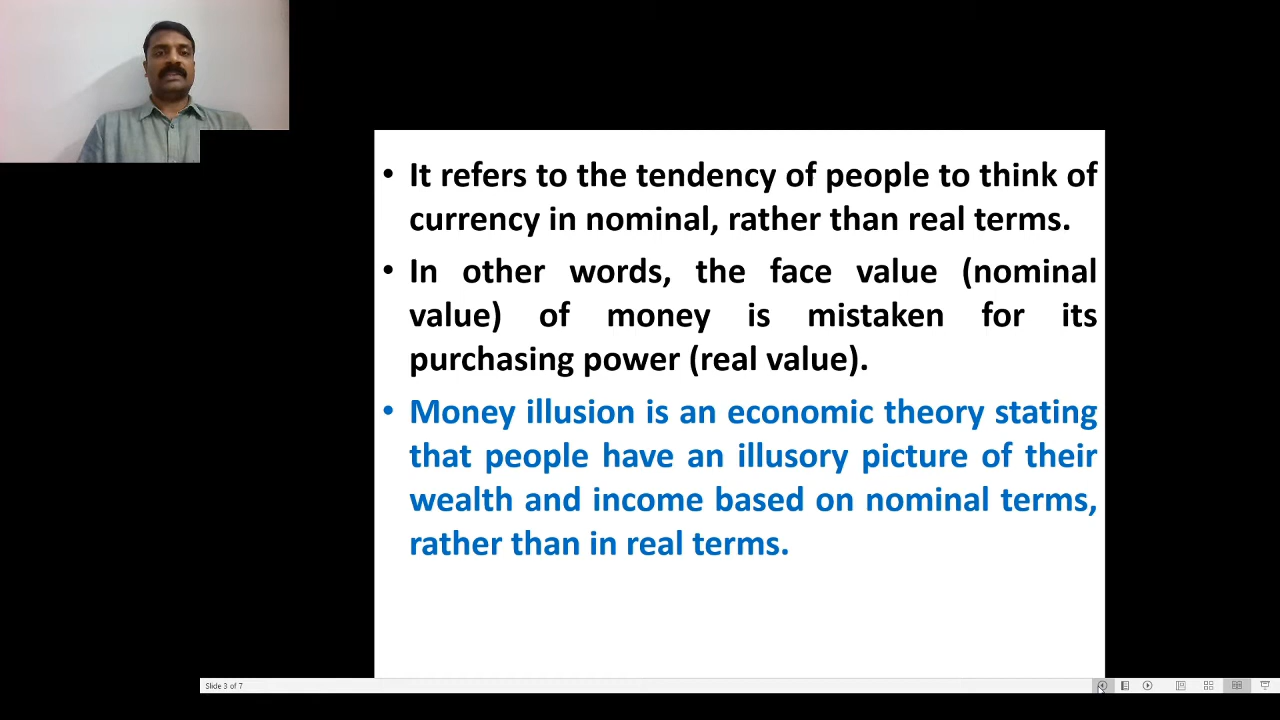 • It refers to the tendency of people to think of
currency in nominal, rather than real terms.
• In other words, the face value (nominal
value) of money is mistaken for its
purchasing power (real value).
• Money illusion is an economic theory stating
that people have an illusory picture of their
wealth and income based on nominal terms,
rather than in real terms.
Slide 3 of 7